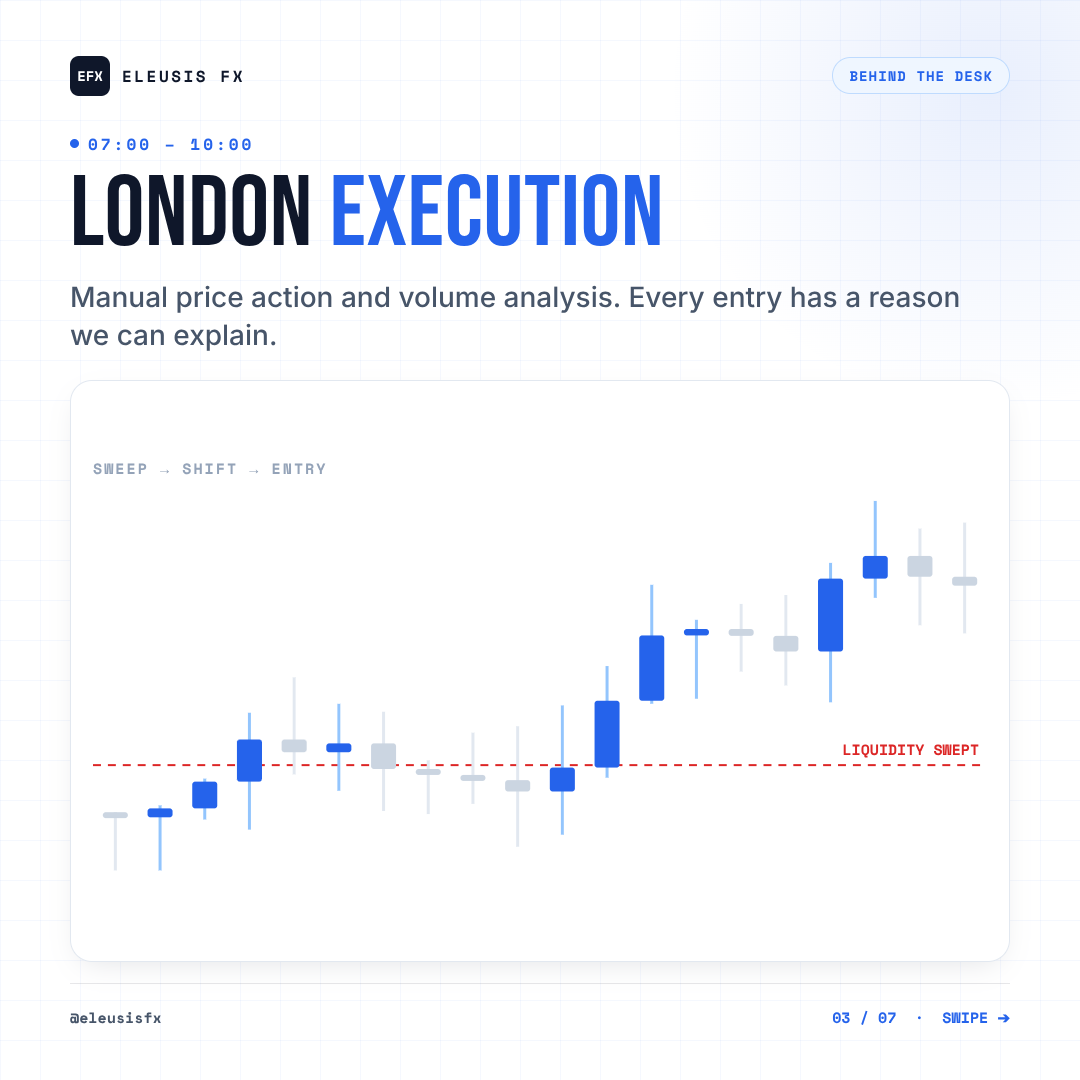 EFX ELEUSIS FX
BEHIND THE DESK
07:00 – 10:00
LONDON EXECUTION
Manual price action and volume analysis. Every entry has a reason
we can explain.
SWEEP → SHIFT → ENTRY
LIQUIDITY SWEPT
@eleusisfx
03 / 07 · SWIPE ➔